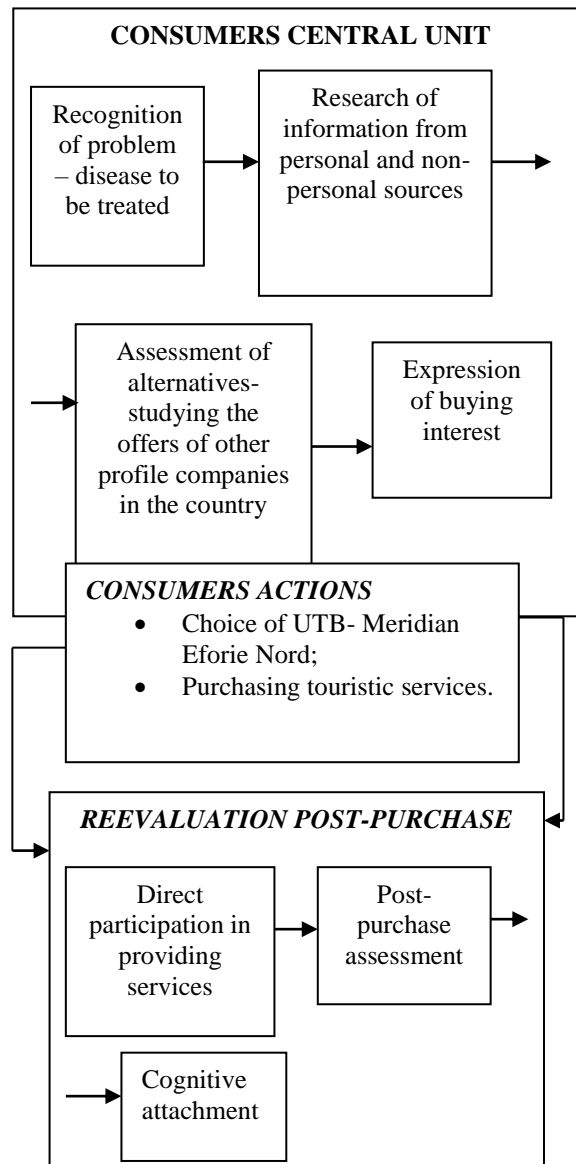 CONSUMERS CENTRAL UNIT
Recognition
of problem
– disease to
be treated
Research of
information from
personal and non-
personal sources
Assessment of
alternatives-
studying the
offers of other
profile companies
in the country
Expression
of buying
interest
CONSUMERS ACTIONS
• Choice of UTB- Meridian
Eforie Nord;
• Purchasing touristic services.
REEVALUATION POST-PURCHASE
Direct
participation in
providing
services
Post-
purchase
assessment
Cognitive
attachment